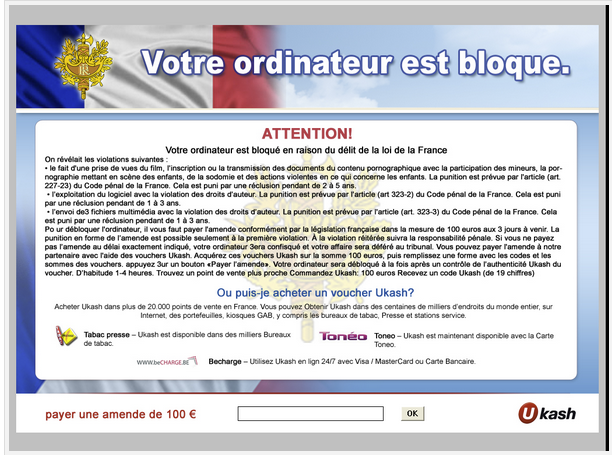 Votre ordinateur est bloque.
ATTENTION!
Votre ordinateur est bloqué en raison du délit de la loi de la France
On révélait les violations suivantes :
• le fait d'une prise de vues du film, l'inscription ou la transmission des documents du contenu pornographique avec la participation des mineurs, la por-
nographie mettant en scène des enfants, de la sodomie et des actions violentes en ce qui concerne les enfants. La punition est prévue par l'article (art.
227-23) du Code pénal de la France. Cela est puni par une réclusion pendant de 2 à 5 ans.
• l'exploitation du logiciel avec la violation des droits d'auteur. La punition est prévue par l'article (art 323-2) du Code pénal de la France. Cela est puni
par une réclusion pendant de 1 à 3 ans.
• l'envoi de3 fichiers multimédia avec la violation des droits d'auteur. La punition est prévue par l'article (art. 323-3) du Code pénal de la France. Cela
est puni par une réclusion pendant de 1 à 3 ans.
Po ur débloquer l'ordinateur, il vous faut payer l'amende conformément par la législation française dans la mesure de 100 euros aux 3 jours à venir. La
punition en forme de l'amende est possible seulement à la première violation. À la violation réitérée suivra la responsabilité pénale. Si vous ne payez
pas l'amende au délai exactement indiqué, votre ordinateur 3era confisqué et votre affaire sera déféré au tribunal. Vous pouvez payer l'amende à notre
partenaire avec l'aide des vouchers Ukash. Acquérez ces vouchers Ukash sur la somme 100 euros, puis remplissez une forme avec les codes et les
sommes des vouchers. appuyez 3ur un bouton «Payer l'amende». Votre ordinateur sera débloqué à la fois après un contrôle de l'authenticité Ukash du
voucher. D'habitude 1-4 heures. Trouvez un point de vente plus proche Commandez Ukash: 100 euros Recevez un code Ukash (de 19 chiffres)
Ou puis-je acheter un voucher Ukash?
Acheter Ukash dans plus de 20.000 points de vente en France. Vous pouvez Obtenir Ukash dans des centaines de milliers d'endroits du monde entier, sur
Internet, des portefeuilles, kiosques GAB, y compris les bureaux de tabac, Presse et stations service.
Tabac presse – Ukash est disponible dans des milliers Bureaux
de tabac.
Tonéo
Toneo – Ukash est maintenant disponible avec la Carte
Toneo.
www.beCHARGE.BE
Becharge – Utilisez Ukash en lign 24/7 avec Visa / MasterCard ou Carte Bancaire.
payer une amende de 100 €
OK
Ukash